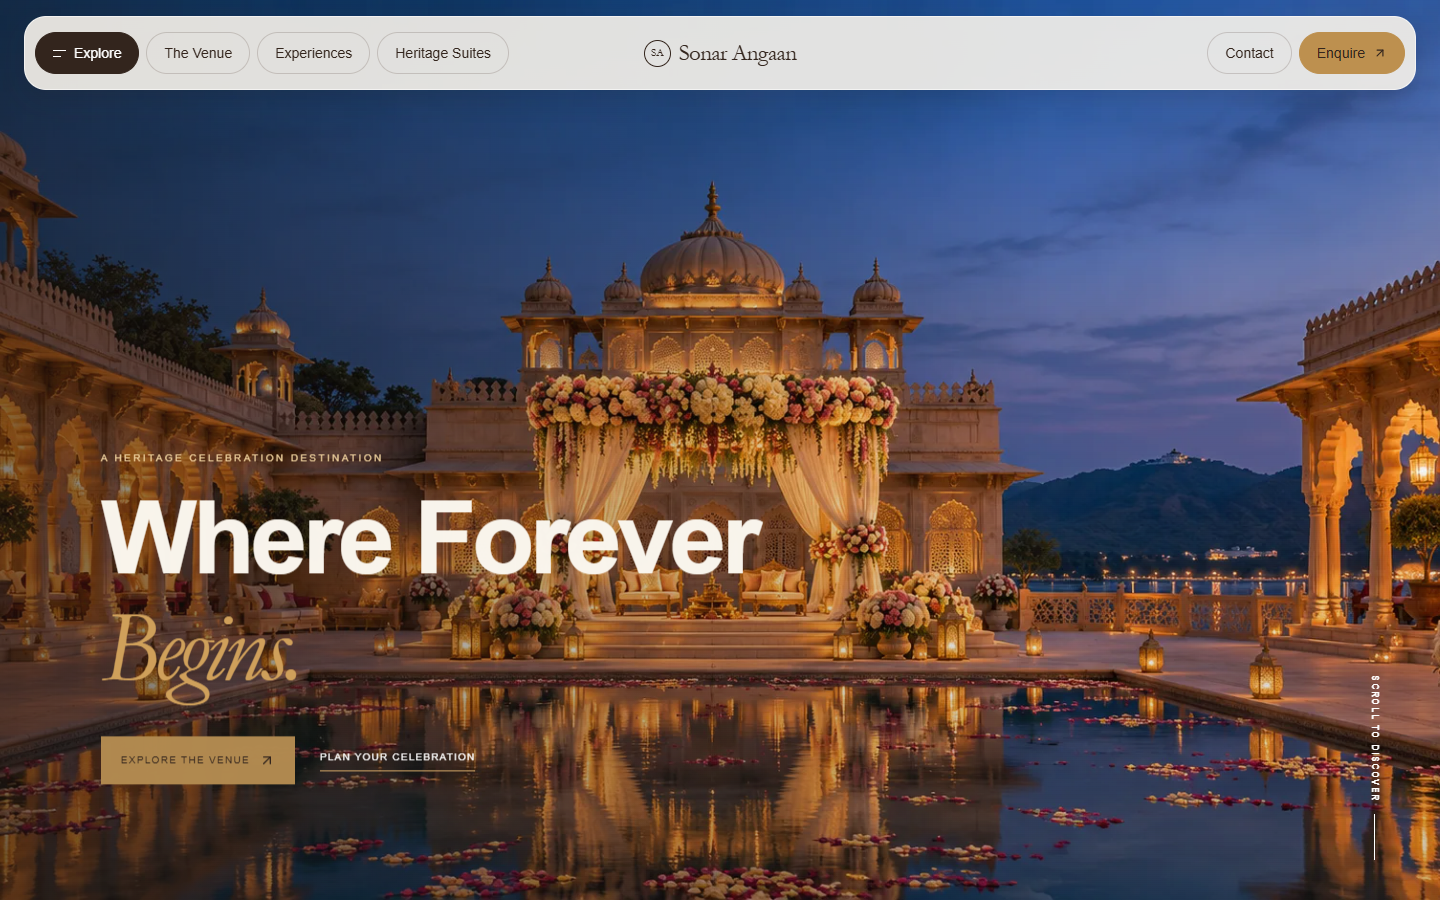 Explore
The Venue
Experiences
Heritage Suites
SA
Sonar Angaan
Contact
Enquire
A HERITAGE CELEBRATION DESTINATION
Where Forever
Begins.
EXPLORE THE VENUE
PLAN YOUR CELEBRATION
SCROLL TO DISCOVER